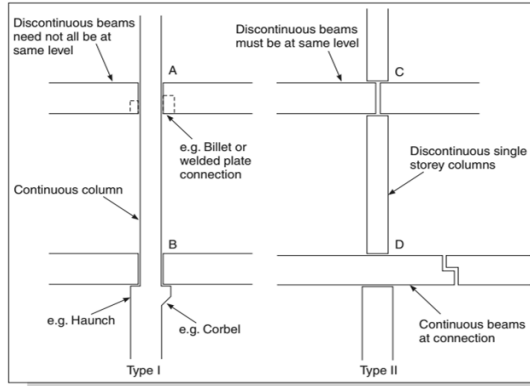 Discontinuous beams
need not all be at
same level
A
e.g. Billet or
welded plate
connection
Continuous column
B
e.g. Haunch
e.g. Corbel
Type I
Discontinuous beams
must be at same level
C
Discontinuous single
storey columns
D
Continuous beams
at connection
Type II